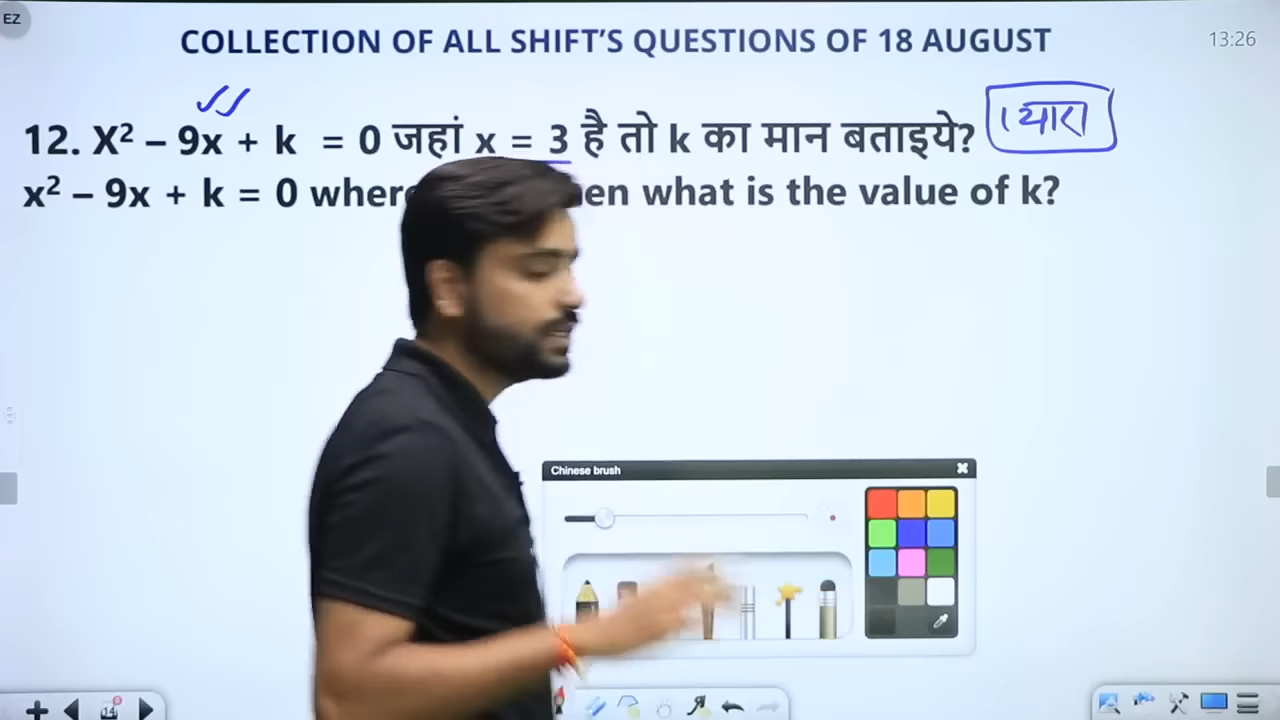 EZ
COLLECTION OF ALL SHIFT'S QUESTIONS OF 18 AUGUST
13:26
12. X² – 9x + k = 0 जहां x = 3 है तो k का मान बताइये?
प्यारा
x² – 9x + k = 0 where en what is the value of k?
Chinese brush
14